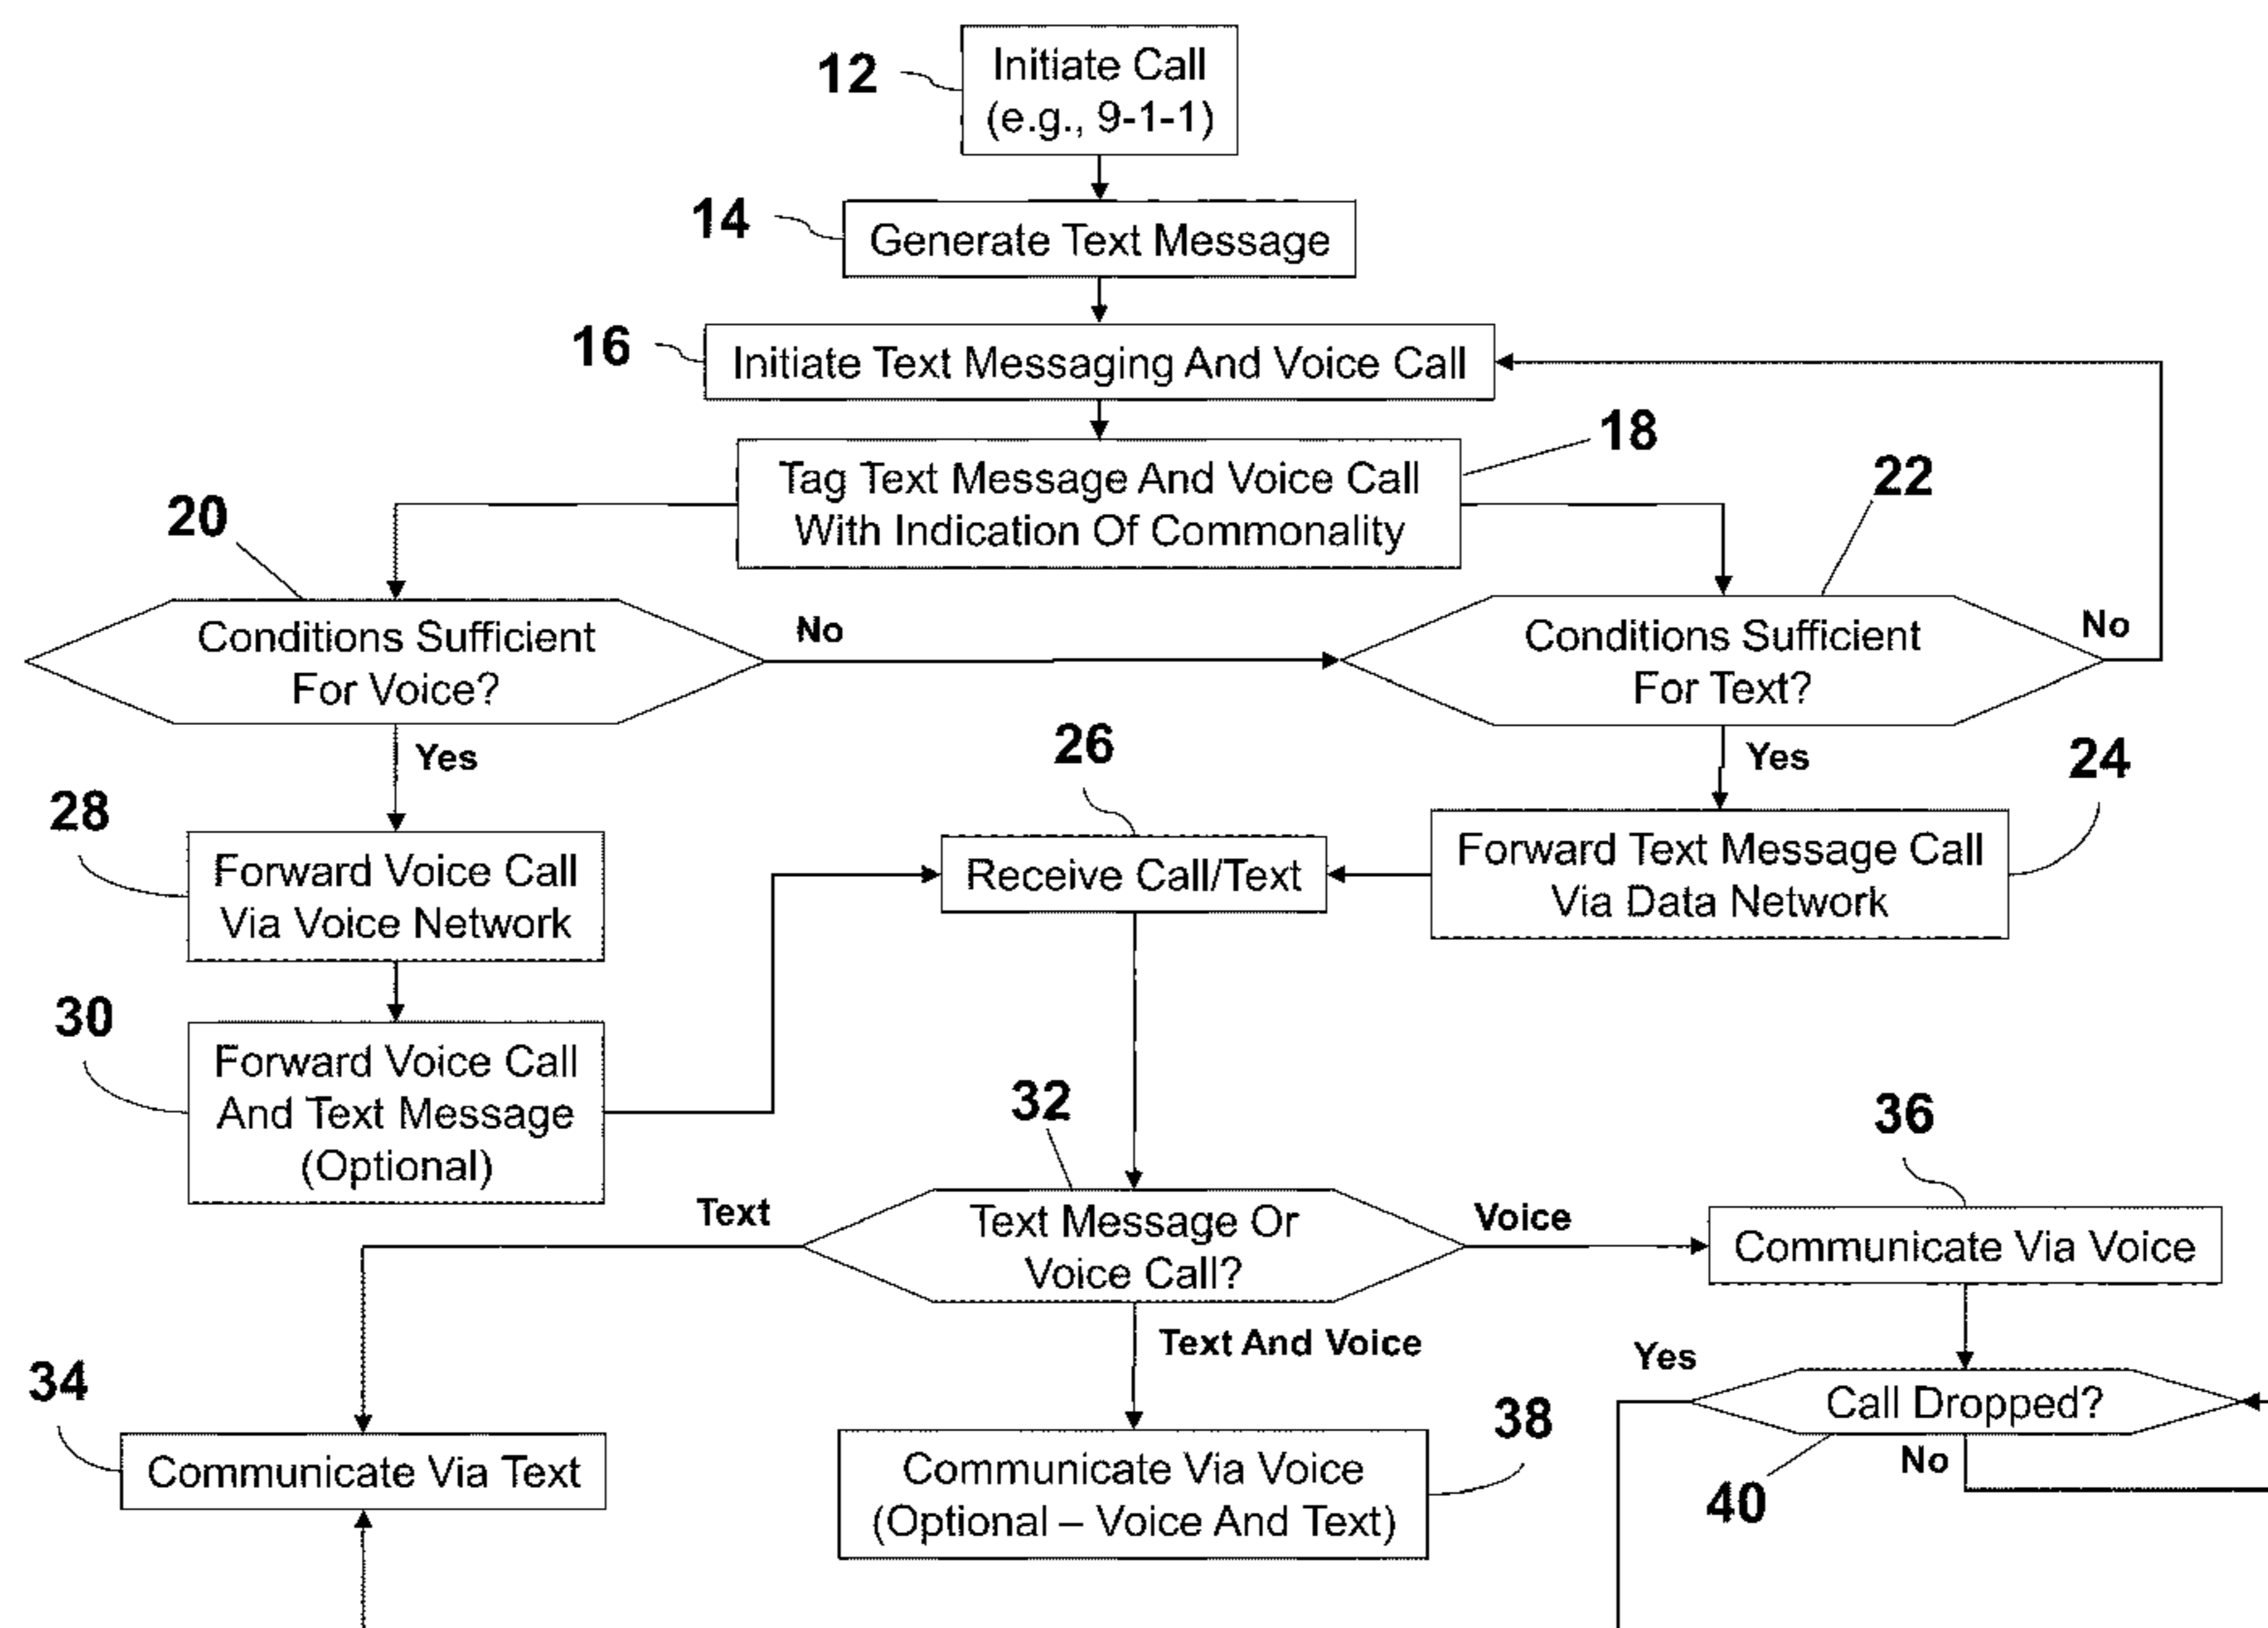 12
Initiate Call
(e.g., 9-1-1)
14
Generate Text Message
16
Initiate Text Messaging And Voice Call
18
Tag Text Message And Voice Call
With Indication Of Commonality
20
22
Conditions Sufficient
For Voice?
No
Conditions Sufficient
For Text?
No
Yes
26
Yes
24
28
Forward Voice Call
Via Voice Network
Receive Call/Text
Forward Text Message Call
Via Data Network
30
Forward Voice Call
And Text Message
(Optional)
32
36
Text
Text Message Or
Voice Call?
Voice
Communicate Via Voice
Text And Voice
Yes
34
Call Dropped?
38
No
40
Communicate Via Text
Communicate Via Voice
(Optional – Voice And Text)